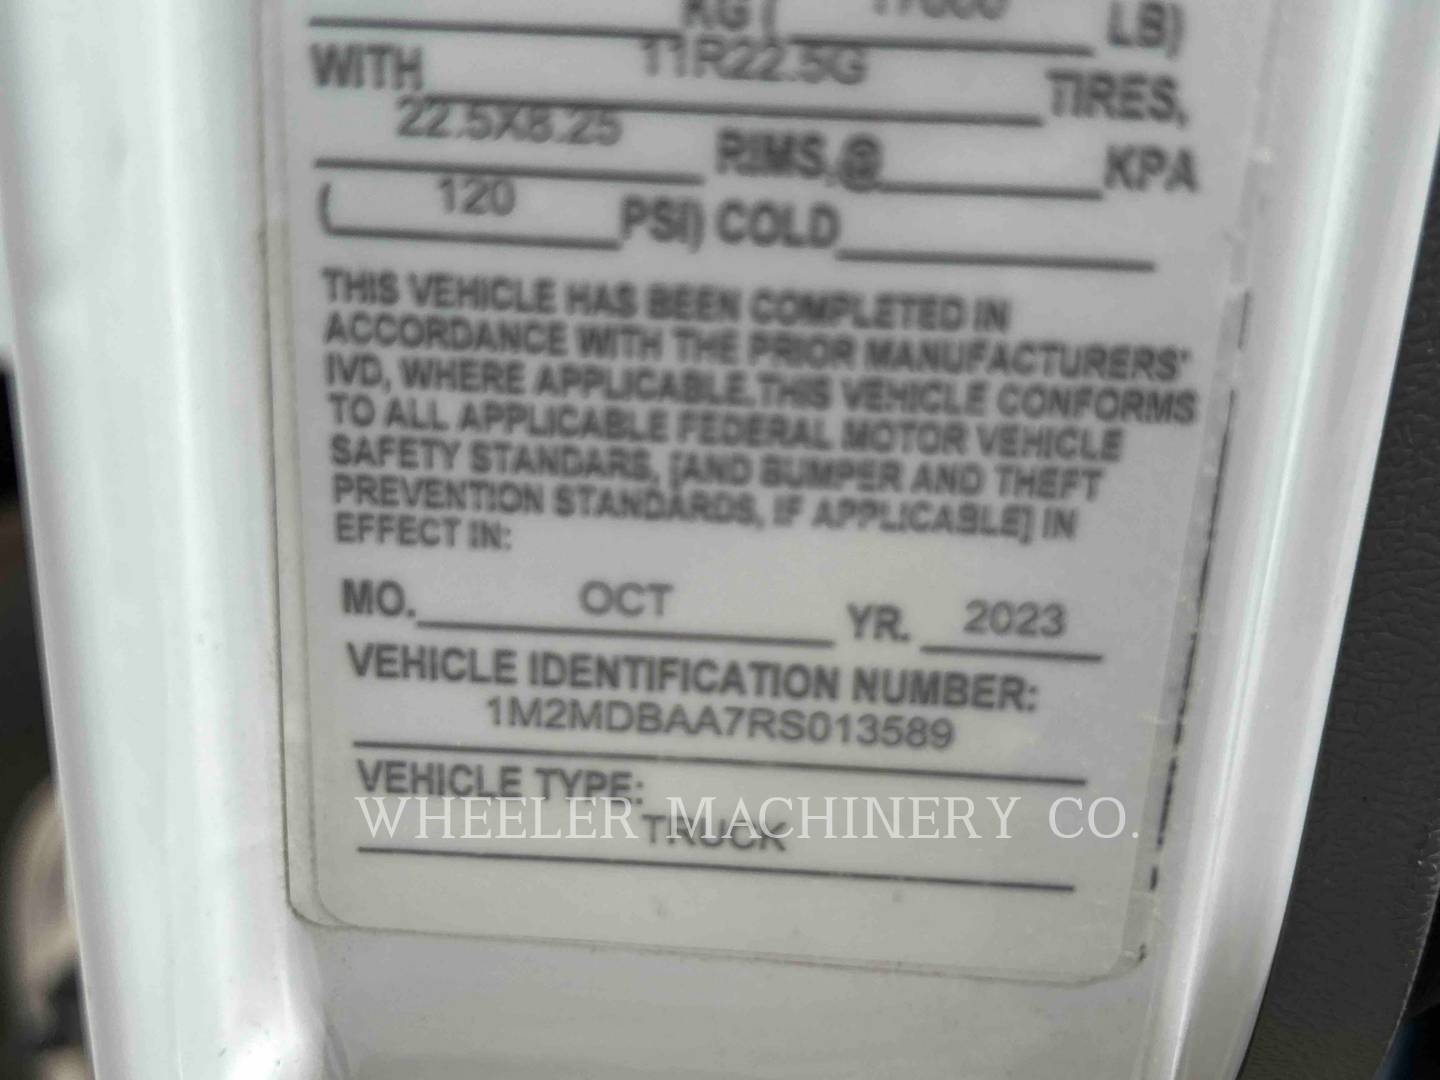 KG ( 17000 LB)
WITH 11R22.5G TIRES,
22.5X8.25 RIMS,@ KPA
( 120 PSI) COLD
THIS VEHICLE HAS BEEN COMPLETED IN
ACCORDANCE WITH THE PRIOR MANUFACTURERS'
IVD, WHERE APPLICABLE.THIS VEHICLE CONFORMS
TO ALL APPLICABLE FEDERAL MOTOR VEHICLE
SAFETY STANDARS, [AND BUMPER AND THEFT
PREVENTION STANDARDS, IF APPLICABLE] IN
EFFECT IN:
MO. OCT YR. 2023
VEHICLE IDENTIFICATION NUMBER:
1M2MDBAA7RS013589
VEHICLE TYPE:
WHEELER MACHINERY CO.
TRUCK